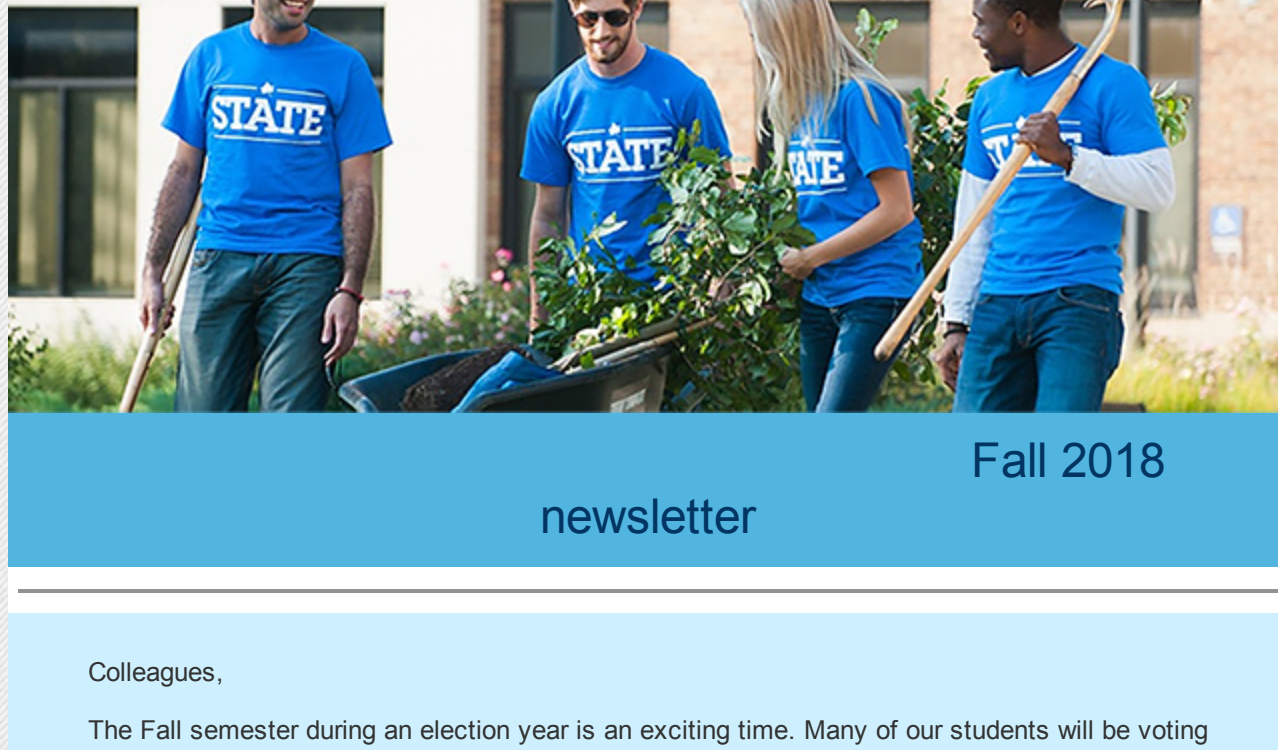 STATE
STATE
STATE
STATE
Fall 2018
newsletter
Colleagues,
The Fall semester during an election year is an exciting time. Many of our students will be voting